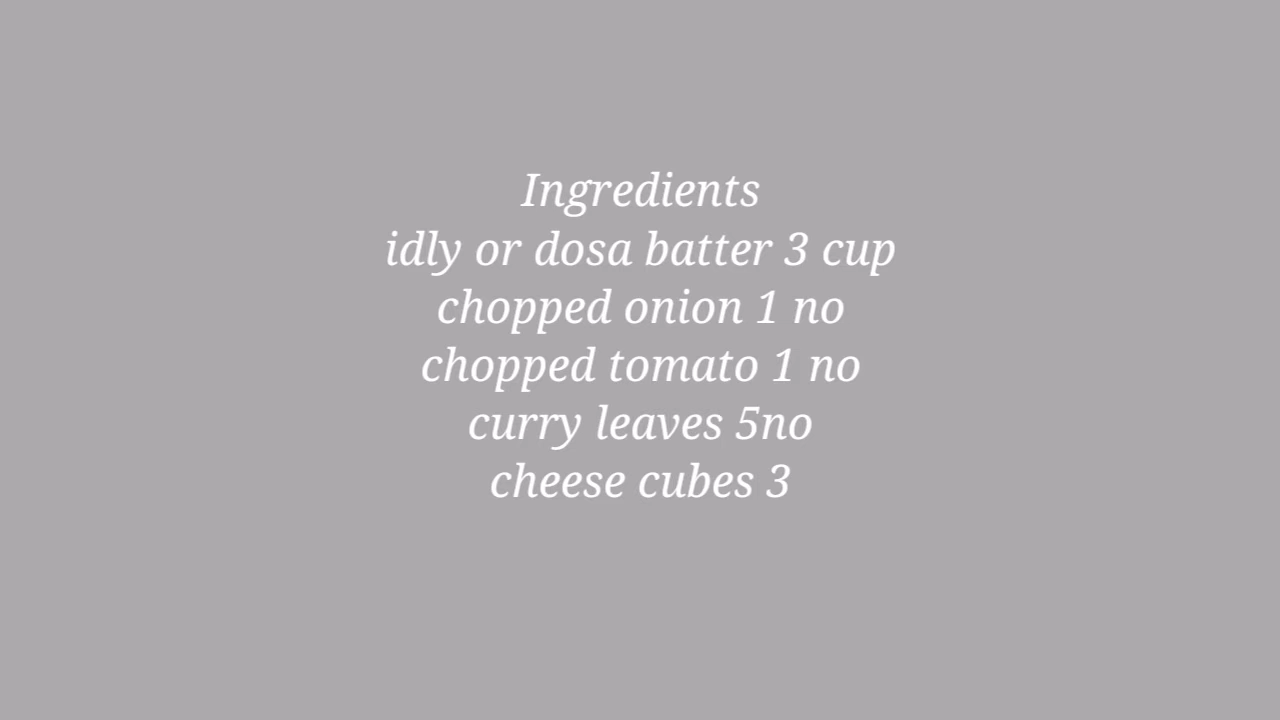 Ingredients
idly or dosa batter 3 cup
chopped onion 1 no
chopped tomato 1 no
curry leaves 5no
cheese cubes 3